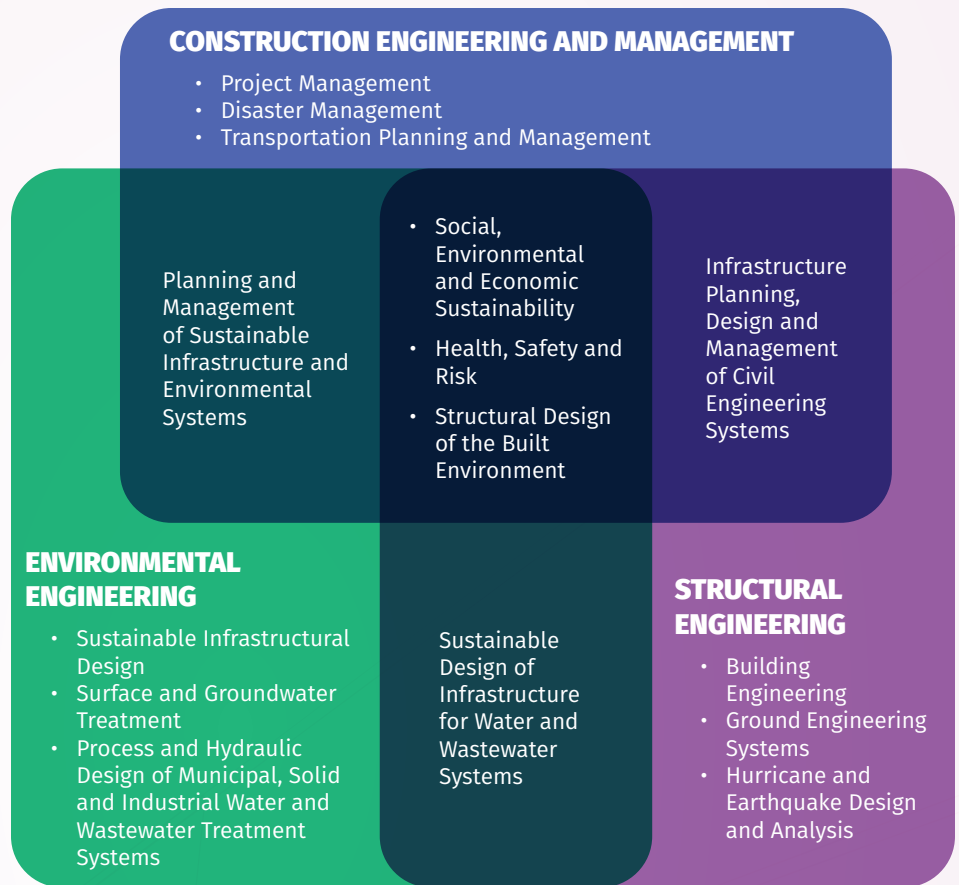 CONSTRUCTION ENGINEERING AND MANAGEMENT
• Project Management
• Disaster Management
• Transportation Planning and Management
Planning and
Management
of Sustainable
Infrastructure and
Environmental
Systems
• Social,
Environmental
and Economic
Sustainability
• Health, Safety and
Risk
• Structural Design
of the Built
Environment
Infrastructure
Planning,
Design and
Management
of Civil
Engineering
Systems
ENVIRONMENTAL
ENGINEERING
• Sustainable Infrastructural
Design
• Surface and Groundwater
Treatment
• Process and Hydraulic
Design of Municipal, Solid
and Industrial Water and
Wastewater Treatment
Systems
Sustainable
Design of
Infrastructure
for Water and
Wastewater
Systems
STRUCTURAL
ENGINEERING
• Building
Engineering
• Ground Engineering
Systems
• Hurricane and
Earthquake Design
and Analysis